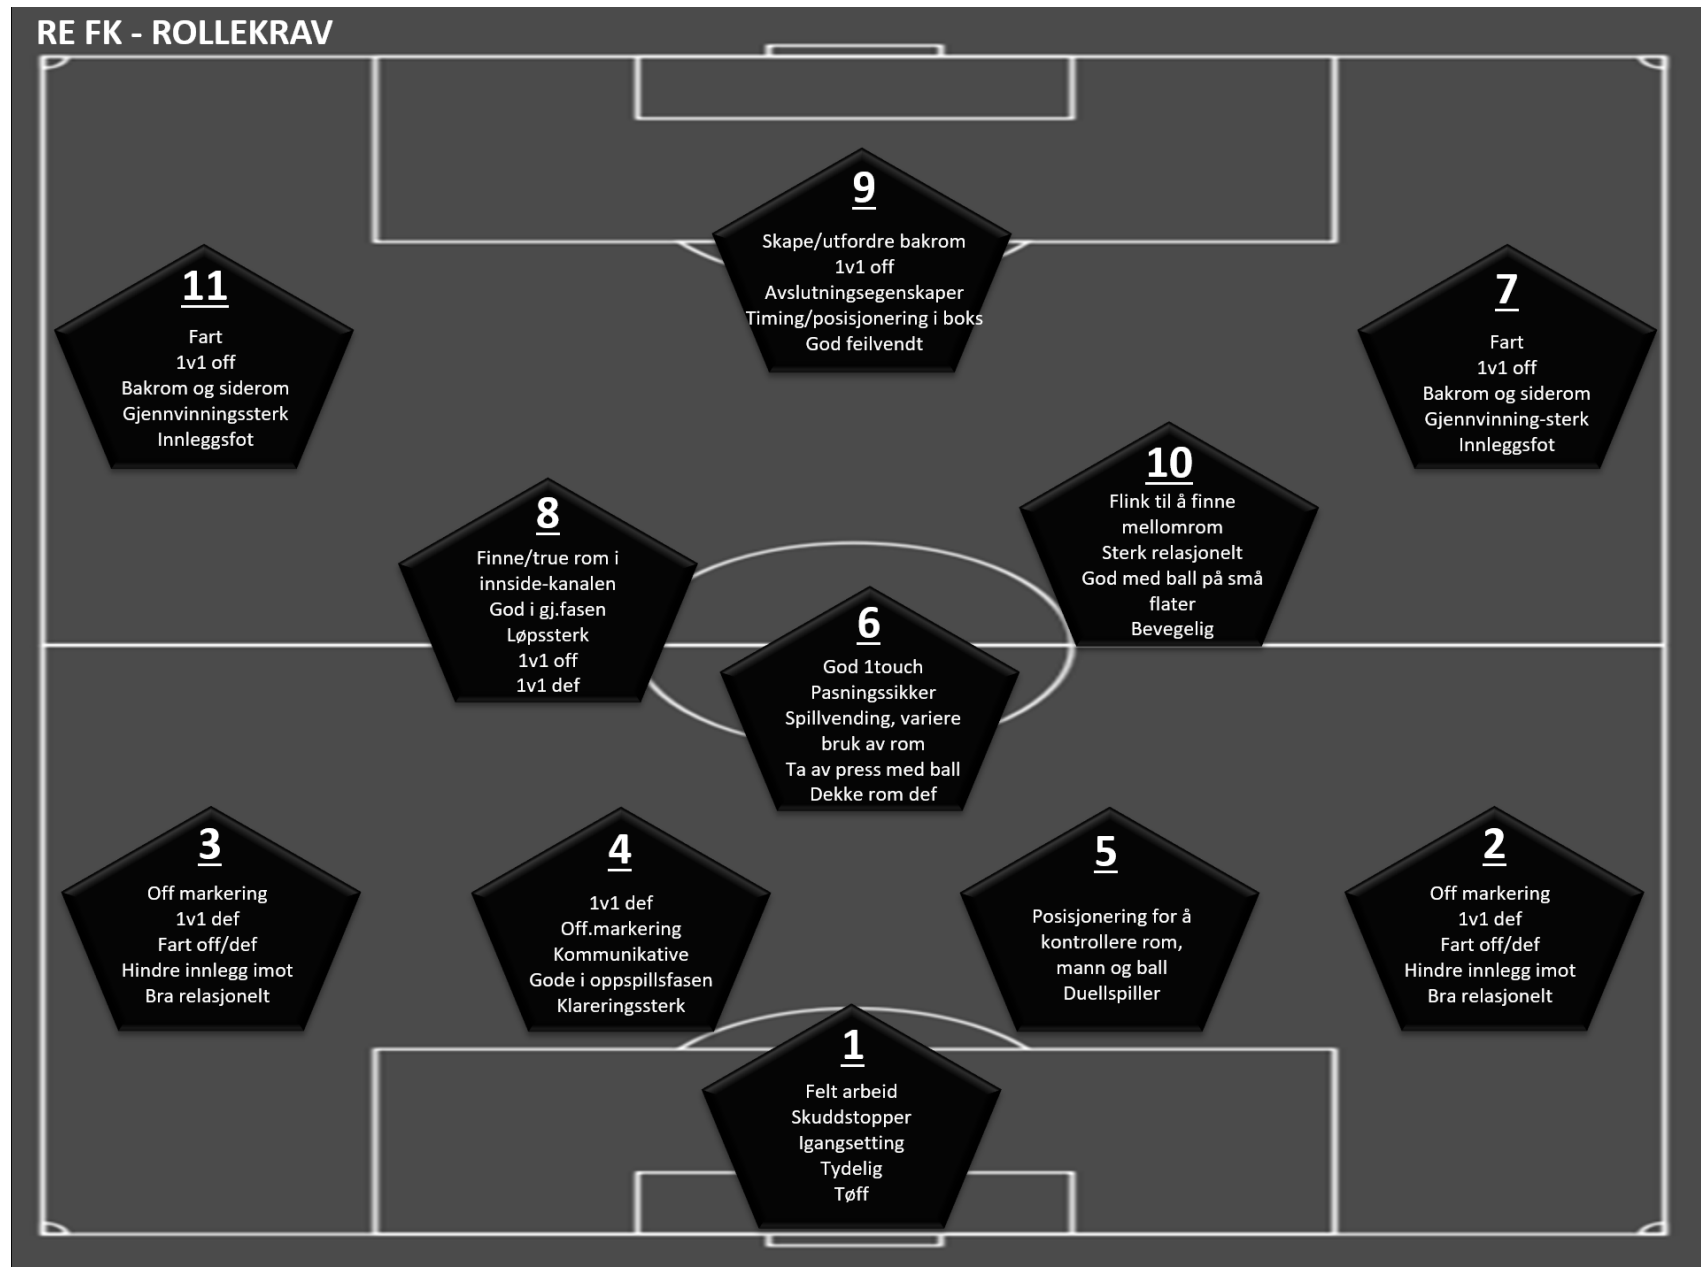 RE FK - ROLLEKRAV
9
Skape/utfordre bakrom
1v1 off
Avslutningsegenskaper
Timing/posisjonering i boks
God feilvendt
11
Fart
1v1 off
Bakrom og siderom
Gjennvinningssterk
Innleggsfot
7
Fart
1v1 off
Bakrom og siderom
Gjennvinning-sterk
Innleggsfot
8
Finne/true rom i
innside-kanalen
God i gj.fasen
Løpssterk
1v1 off
1v1 def
10
Flink til å finne
mellomrom
Sterk relasjonelt
God med ball på små
flater
Bevegelig
6
God 1touch
Pasningssikker
Spillvending, variere
bruk av rom
Ta av press med ball
Dekke rom def
3
Off markering
1v1 def
Fart off/def
Hindre innlegg imot
Bra relasjonelt
4
1v1 def
Off.markering
Kommunikative
Gode i oppspillsfasen
Klareringssterk
5
Posisjonering for å
kontrollere rom,
mann og ball
Duellspiller
2
Off markering
1v1 def
Fart off/def
Hindre innlegg imot
Bra relasjonelt
1
Felt arbeid
Skuddstopper
Igangsetting
Tydelig
Tøff